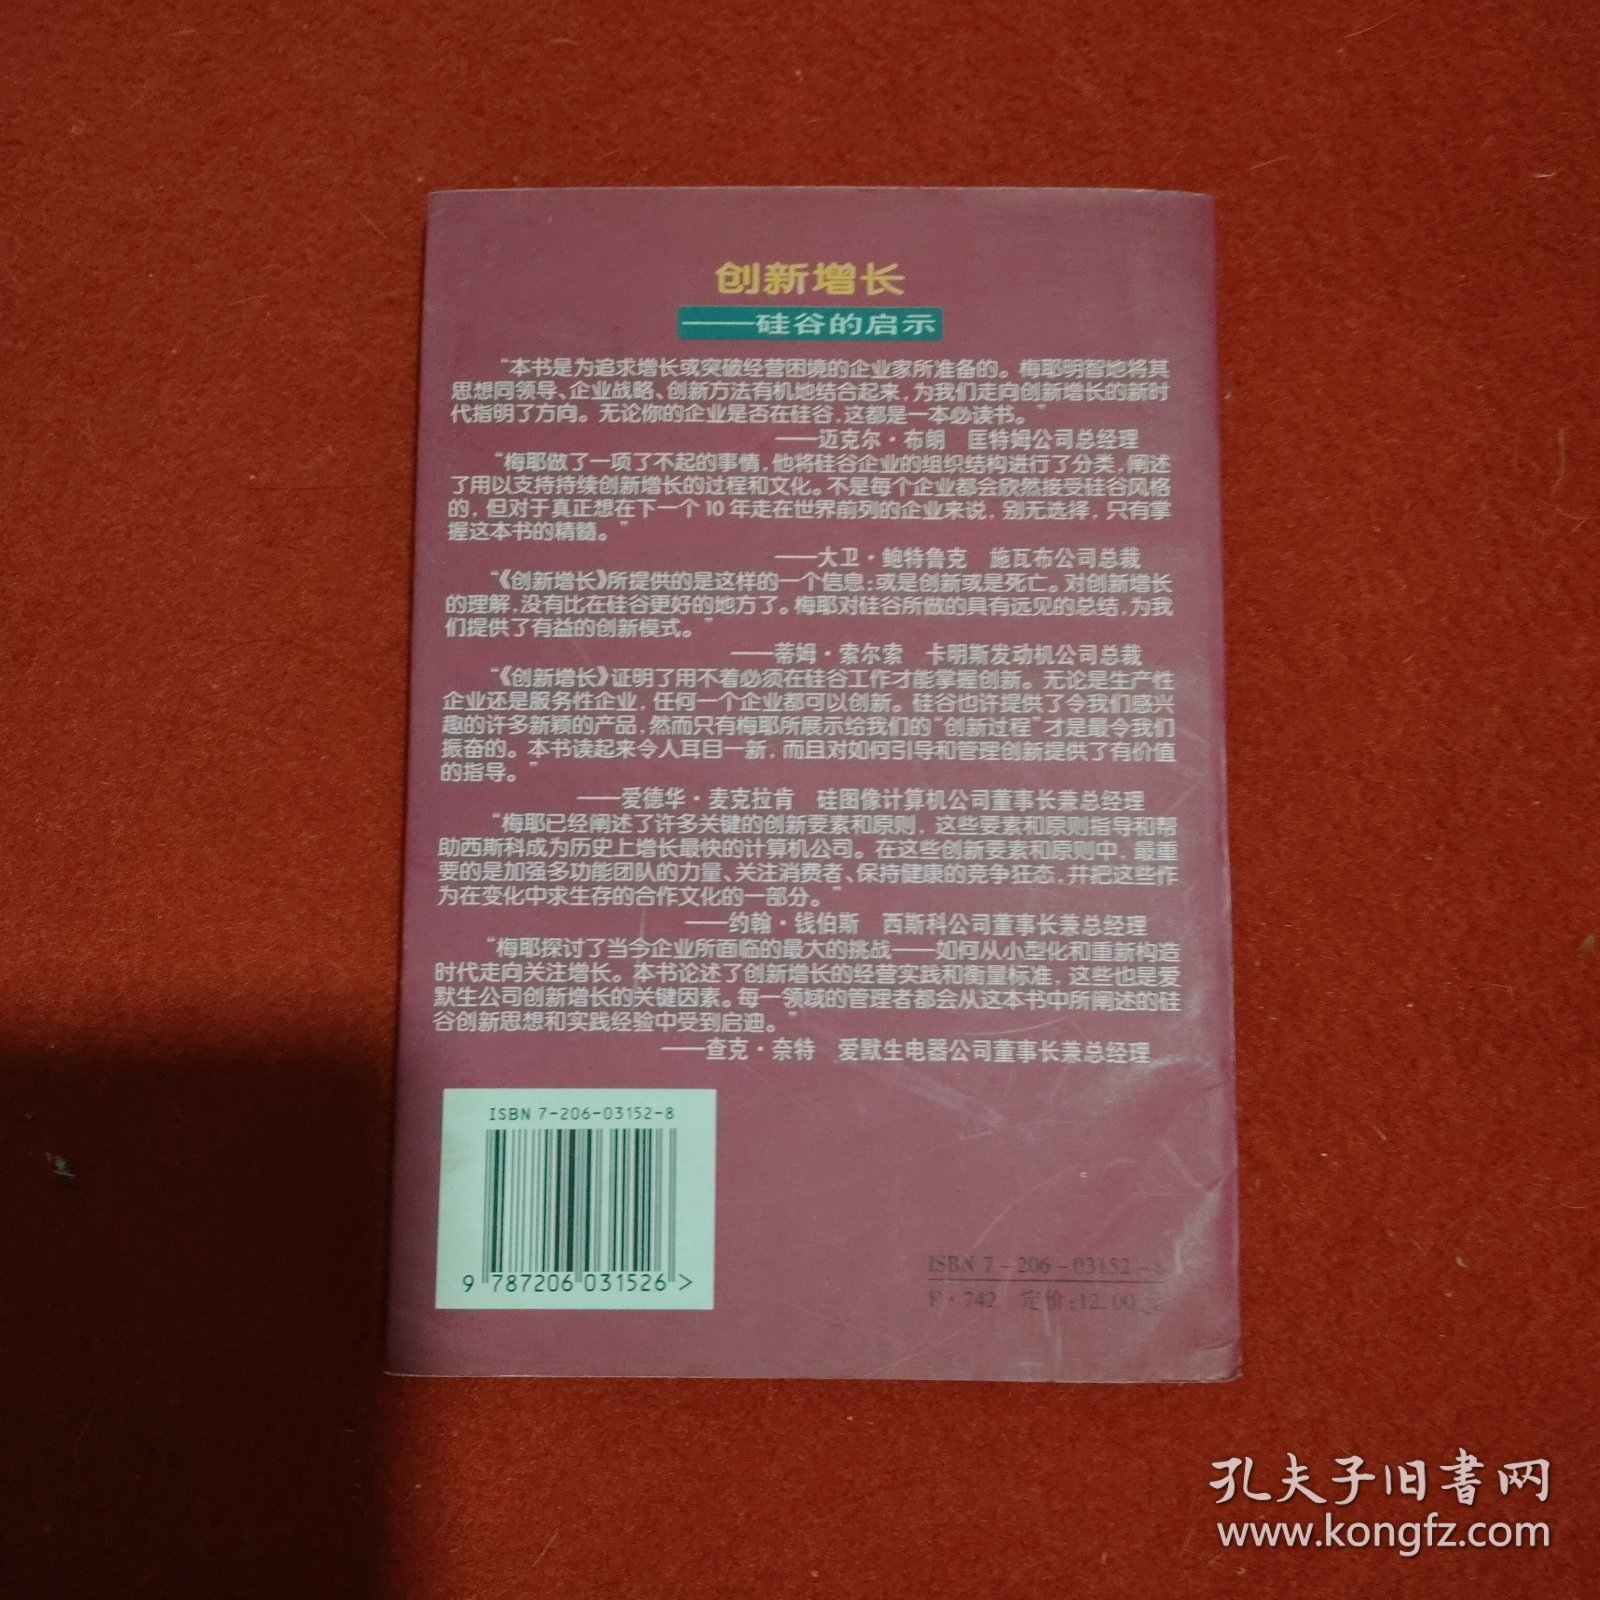 创新增长
——硅谷的启示
“本书是为追求增长或突破经营困境的企业家所准备的。梅耶明智地将其
思想同领导、企业战略、创新方法有机地结合起来，为我们走向创新增长的新时
代指明了方向。无论你的企业是否在硅谷，这都是一本必读书。”
——迈克尔·布朗　匡特姆公司总经理
“梅耶做了一项了不起的事情，他将硅谷企业的组织结构进行了分类，阐述
了用以支持持续创新增长的过程和文化。不是每个企业都会欣然接受硅谷风格
的，但对于真正想在下一个10年走在世界前列的企业来说，别无选择，只有掌
握这本书的精髓。”
——大卫·鲍特鲁克　施瓦布公司总裁
“《创新增长》所提供的是这样的一个信息：或是创新或是死亡。对创新增长
的理解，没有比在硅谷更好的地方了。梅耶对硅谷所做的具有远见的总结，为我
们提供了有益的创新模式。”
——蒂姆·索尔索　卡明斯发动机公司总裁
“《创新增长》证明了用不着必须在硅谷工作才能掌握创新。无论是生产性
企业还是服务性企业，任何一个企业都可以创新。硅谷也许提供了令我们感兴
趣的许多新颖的产品，然而只有梅耶所展示给我们的“创新过程”才是最令我们
振奋的。本书读起来令人耳目一新，而且对如何引导和管理创新提供了有价值
的指导。”
——爱德华·麦克拉肯　硅图像计算机公司董事长兼总经理
“梅耶已经阐述了许多关键的创新要素和原则，这些要素和原则指导和帮
助西斯科成为历史上增长最快的计算机公司。在这些创新要素和原则中，最重
要的是加强多功能团队的力量、关注消费者、保持健康的竞争狂态，并把这些作
为在变化中求生存的合作文化的一部分。”
——约翰·钱伯斯　西斯科公司董事长兼总经理
“梅耶探讨了当今企业所面临的最大的挑战——如何从小型化和重新构造
时代走向关注增长。本书论述了创新增长的经营实践和衡量标准，这些也是爱
默生公司创新增长的关键因素。每一领域的管理者都会从这本书中所阐述的硅
谷创新思想和实践经验中受到启迪。”
——查克·奈特　爱默生电器公司董事长兼总经理
ISBN 7-206-03152-8
9 787206 031526 >
ISBN 7-206-03152-8
F·742　定价：12.00元
孔夫子旧书网
www.kongfz.com